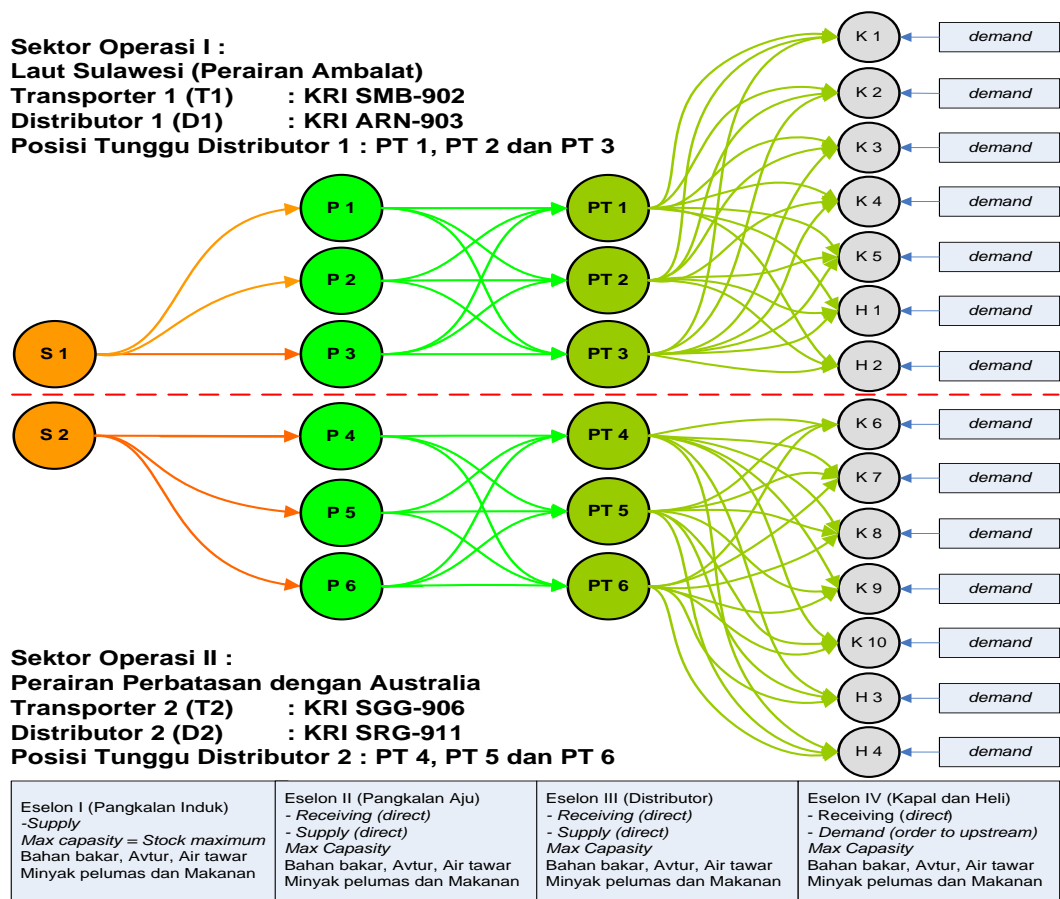 Sektor Operasi I :
Laut Sulawesi (Perairan Ambalat)
Transporter 1 (T1) : KRI SMB-902
Distributor 1 (D1) : KRI ARN-903
Posisi Tunggu Distributor 1 : PT 1, PT 2 dan PT 3
K 1 demand
K 2 demand
K 3 demand
P 1 PT 1 K 4 demand
K 5 demand
P 2 PT 2
H 1 demand
S 1 P 3 PT 3
H 2 demand
K 6 demand
S 2 P 4 PT 4
K 7 demand
P 5 PT 5
K 8 demand
P 6 PT 6 K 9 demand
K 10 demand
H 3 demand
H 4 demand
Sektor Operasi II :
Perairan Perbatasan dengan Australia
Transporter 2 (T2) : KRI SGG-906
Distributor 2 (D2) : KRI SRG-911
Posisi Tunggu Distributor 2 : PT 4, PT 5 dan PT 6
Eselon I (Pangkalan Induk)
-Supply
Max capasity = Stock maximum
Bahan bakar, Avtur, Air tawar
Minyak pelumas dan Makanan
Eselon II (Pangkalan Aju)
- Receiving (direct)
- Supply (direct)
Max Capacity
Bahan bakar, Avtur, Air tawar
Minyak pelumas dan Makanan
Eselon III (Distributor)
- Receiving (direct)
- Supply (direct)
Max Capacity
Bahan bakar, Avtur, Air tawar
Minyak pelumas dan Makanan
Eselon IV (Kapal dan Heli)
- Receiving (direct)
- Demand (order to upstream)
Max Capacity
Bahan bakar, Avtur, Air tawar
Minyak pelumas dan Makanan